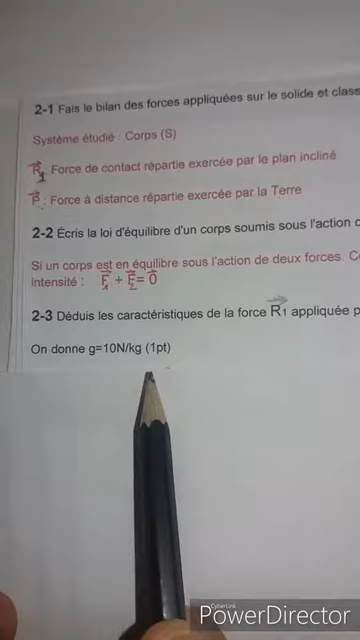 2-1 Fais le bilan des forces appliquées sur le solide et class
Système étudié : Corps (S)
R1 Force de contact répartie exercée par le plan incliné
P : Force à distance répartie exercée par la Terre
2-2 Écris la loi d'équilibre d'un corps soumis sous l'action
Si un corps est en équilibre sous l'action de deux forces.
intensité : F1 + F2 = 0
2-3 Déduis les caractéristiques de la force R1 appliquée p
On donne g=10N/kg (1pt)
CyberLink
PowerDirector